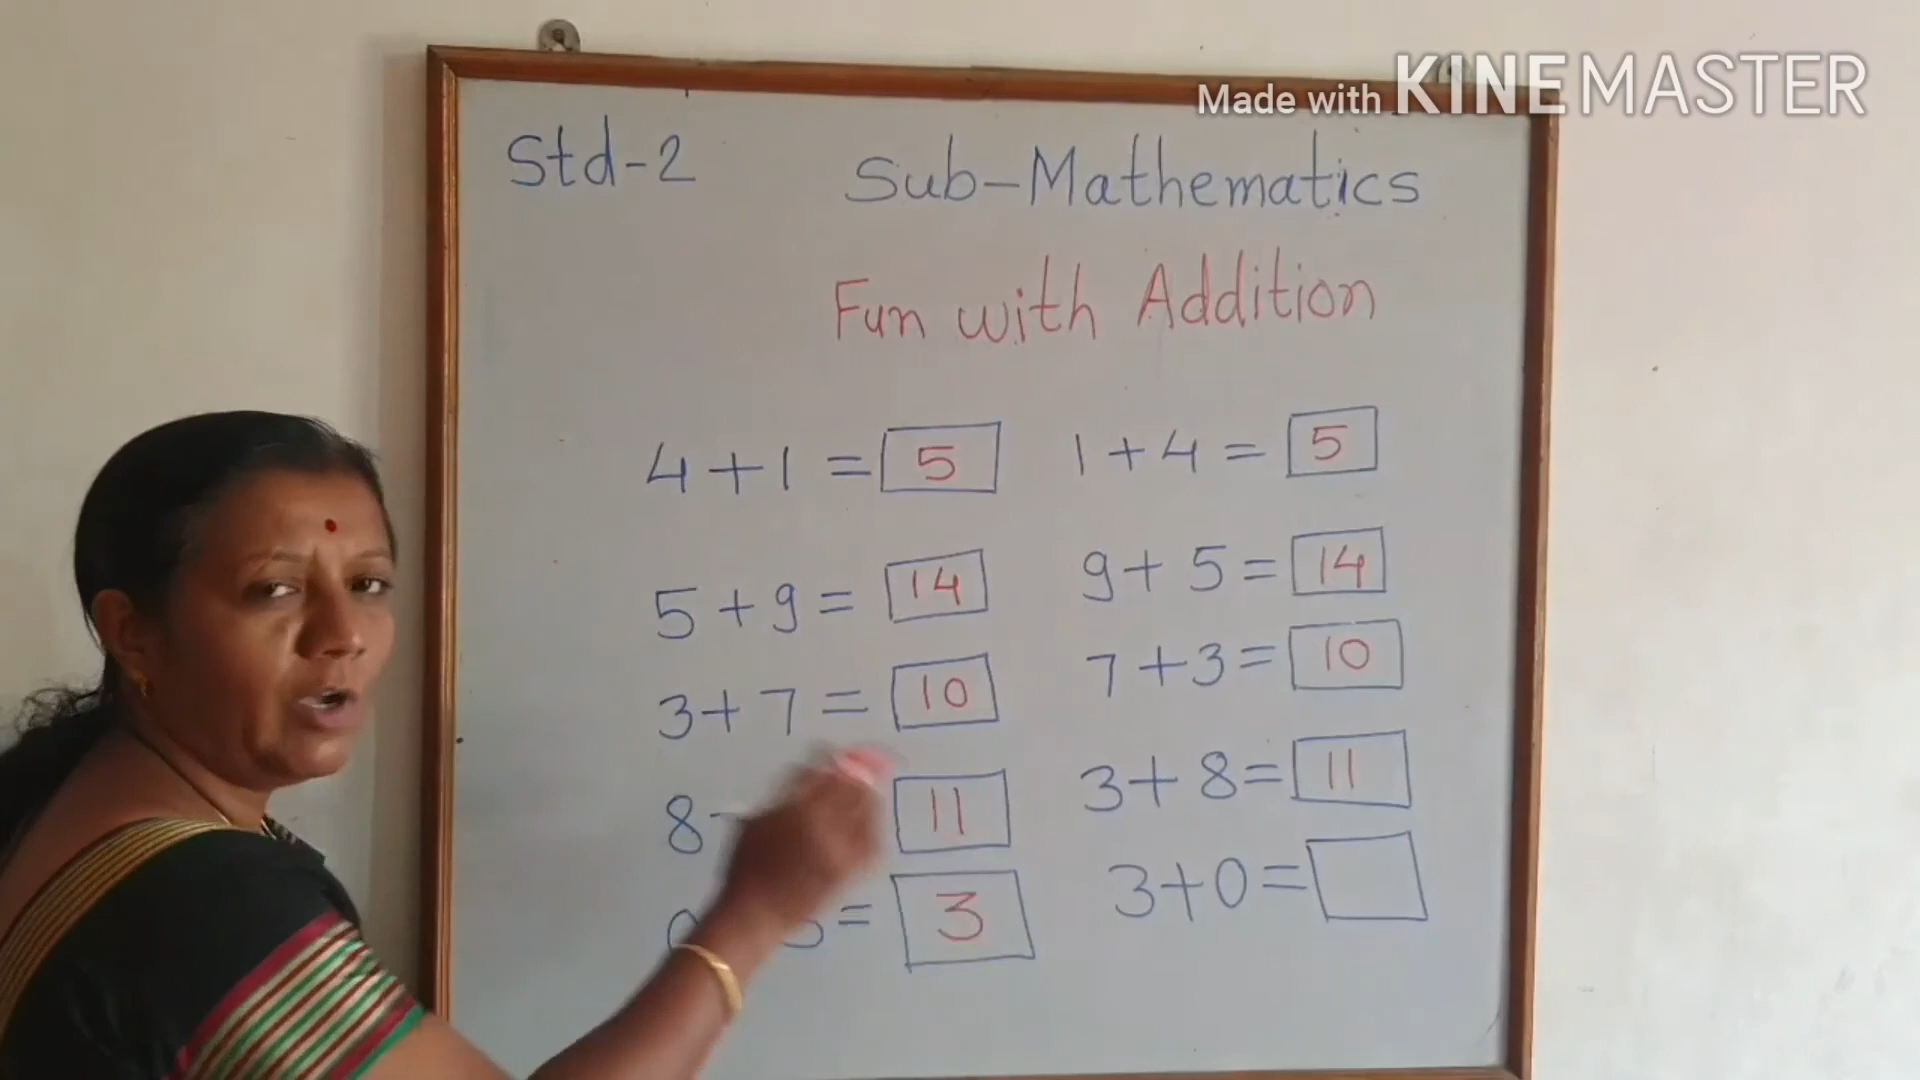 Made with KINEMASTER
Std-2 Sub-Mathematics
Fun with Addition
4+1=5 1+4=5
5+9=14 9+5=14
3+7=10 7+3=10
8 11 3+8=11
= 3 3+0=